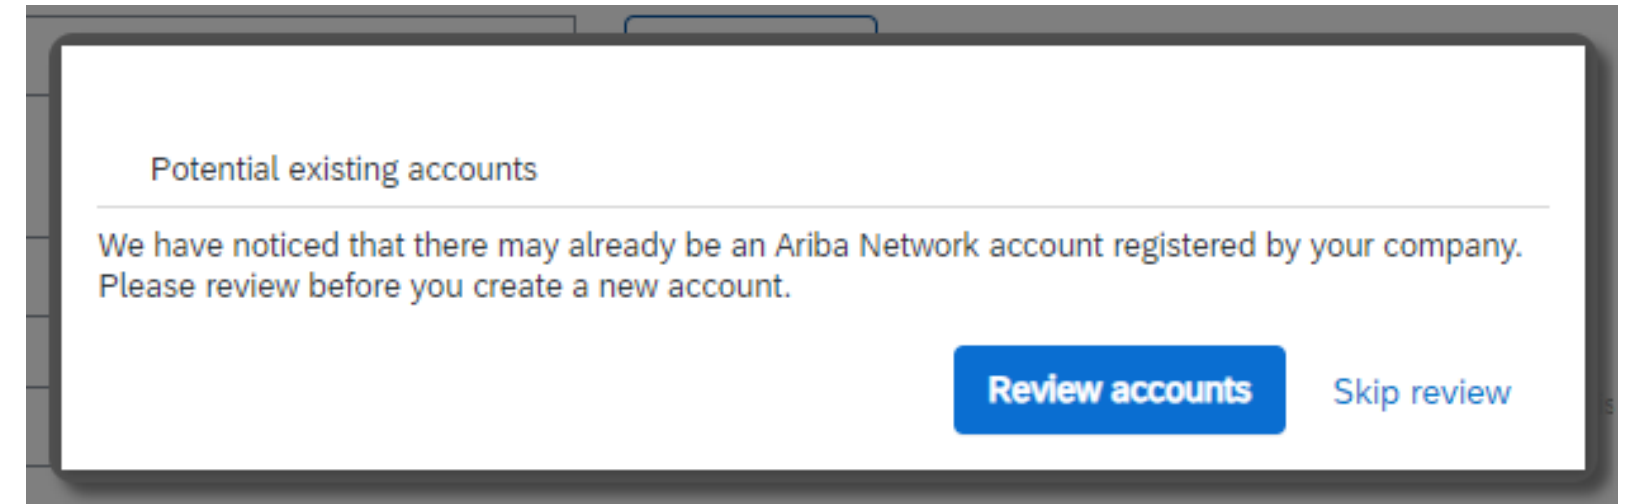 Potential existing accounts
We have noticed that there may already be an Ariba Network account registered by your company.
Please review before you create a new account.
Review accounts
Skip review